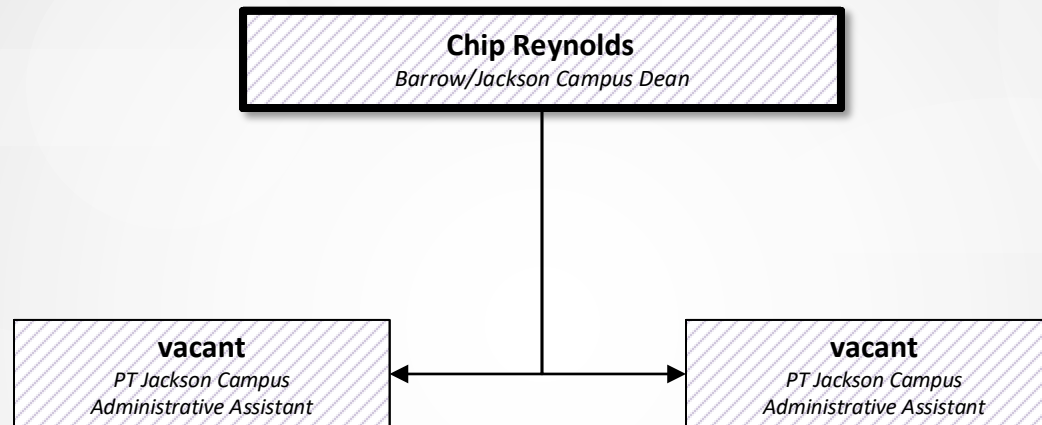 Chip Reynolds
Barrow/Jackson Campus Dean
vacant
PT Jackson Campus
Administrative Assistant
vacant
PT Jackson Campus
Administrative Assistant